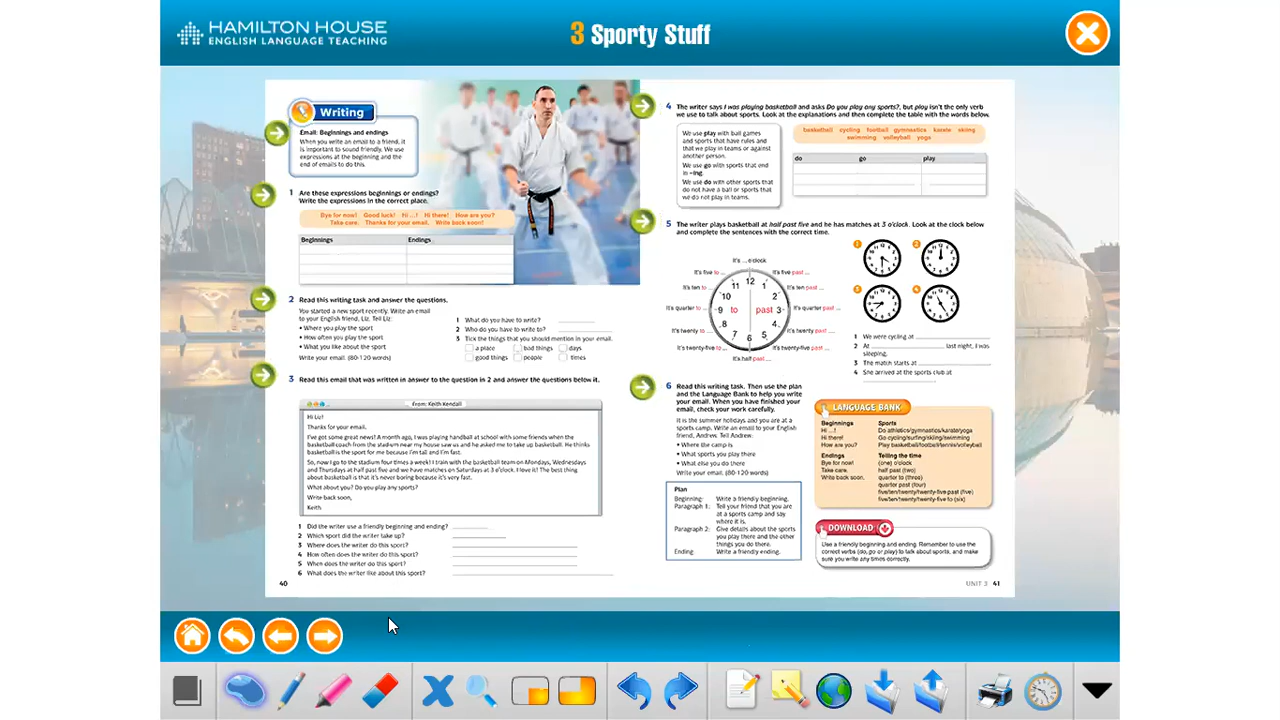 HAMILTON HOUSE
ENGLISH LANGUAGE TEACHING
3 Sporty Stuff
Writing
Email: Beginnings and endings
When you write an email to a friend, it
is important to sound friendly. We use
expressions at the beginning and the
end of emails to do this.
1 Are these expressions beginnings or endings?
Write the expressions in the correct place.
Bye for now! Good luck! Hi ...! Hi there! How are you?
Take care. Thanks for your email. Write back soon!
Beginnings Endings
2 Read this writing task and answer the questions.
You started a new sport recently. Write an email
to your English friend, Liz. Tell Liz:
• Where you play the sport
• How often you play the sport
• What you like about the sport
Write your email. (80-120 words)
1 What do you have to write?
2 Who do you have to write to?
3 Tick the things that you should mention in your email.
a place bad things days
good things people times
3 Read this email that was written in answer to the question in 2 and answer the questions below it.
From: Keith Kendall
Hi Liz!
Thanks for your email.
I've got some great news! A month ago, I was playing handball at school with some friends when the
basketball coach from the stadium near my house saw us and he asked me to take up basketball. He thinks
basketball is the sport for me because I'm tall and I'm fast.
So, now I go to the stadium four times a week! I train with the basketball team on Mondays, Wednesdays
and Thursdays at half past five and we have matches on Saturdays at 3 o'clock. I love it! The best thing
about basketball is that it's never boring because it's very fast.
What about you? Do you play any sports?
Write back soon,
Keith
1 Did the writer use a friendly beginning and ending?
2 Which sport did the writer take up?
3 Where does the writer do this sport?
4 How often does the writer do this sport?
5 When does the writer do this sport?
6 What does the writer like about this sport?
40
4 The writer says I was playing basketball and asks Do you play any sports?, but play isn't the only verb
we use to talk about sports. Look at the explanations and then complete the table with the words below.
We use play with ball games
and sports that have rules and
that we play in teams or against
another person.
We use go with sports that end
in -ing.
We use do with other sports that
do not have a ball or sports that
we do not play in teams.
basketball cycling football gymnastics karate skiing
swimming volleyball yoga
do go play
5 The writer plays basketball at half past five and he has matches at 3 o'clock. Look at the clock below
and complete the sentences with the correct time.
It's ... o'clock
It's five to ... It's five past ...
It's ten to ... It's ten past ...
It's quarter to ... It's quarter past ...
It's twenty to ... It's twenty past ...
It's twenty-five to ... It's twenty-five past ...
It's half past ...
to past
12 1 2 3 4 5 6 7 8 9 10 11
1 2
3 4
1 We were cycling at
2 At last night, I was
sleeping.
3 The match starts at
4 She arrived at the sports club at
6 Read this writing task. Then use the plan
and the Language Bank to help you write
your email. When you have finished your
email, check your work carefully.
It is the summer holidays and you are at a
sports camp. Write an email to your English
friend, Andrew. Tell Andrew:
• Where the camp is
• What sports you play there
• What else you do there
Write your email. (80-120 words)
Plan
Beginning: Write a friendly beginning.
Paragraph 1: Tell your friend that you are
at a sports camp and say
where it is.
Paragraph 2: Give details about the sports
you play there and the other
things you do there.
Ending Write a friendly ending.
LANGUAGE BANK
Beginnings
Hi ...!
Hi there!
How are you?
Endings
Bye for now!
Take care.
Write back soon.
Sports
Do athletics/gymnastics/karate/yoga
Go cycling/surfing/skiing/swimming
Play basketball/football/tennis/volleyball
Telling the time
(one) o'clock
half past (two)
quarter to (three)
quarter past (four)
five/ten/twenty/twenty-five past (five)
five/ten/twenty/twenty-five to (six)
DOWNLOAD
Use a friendly beginning and ending. Remember to use the
correct verbs (do, go or play) to talk about sports, and make
sure you write any times correctly.
UNIT 3 41